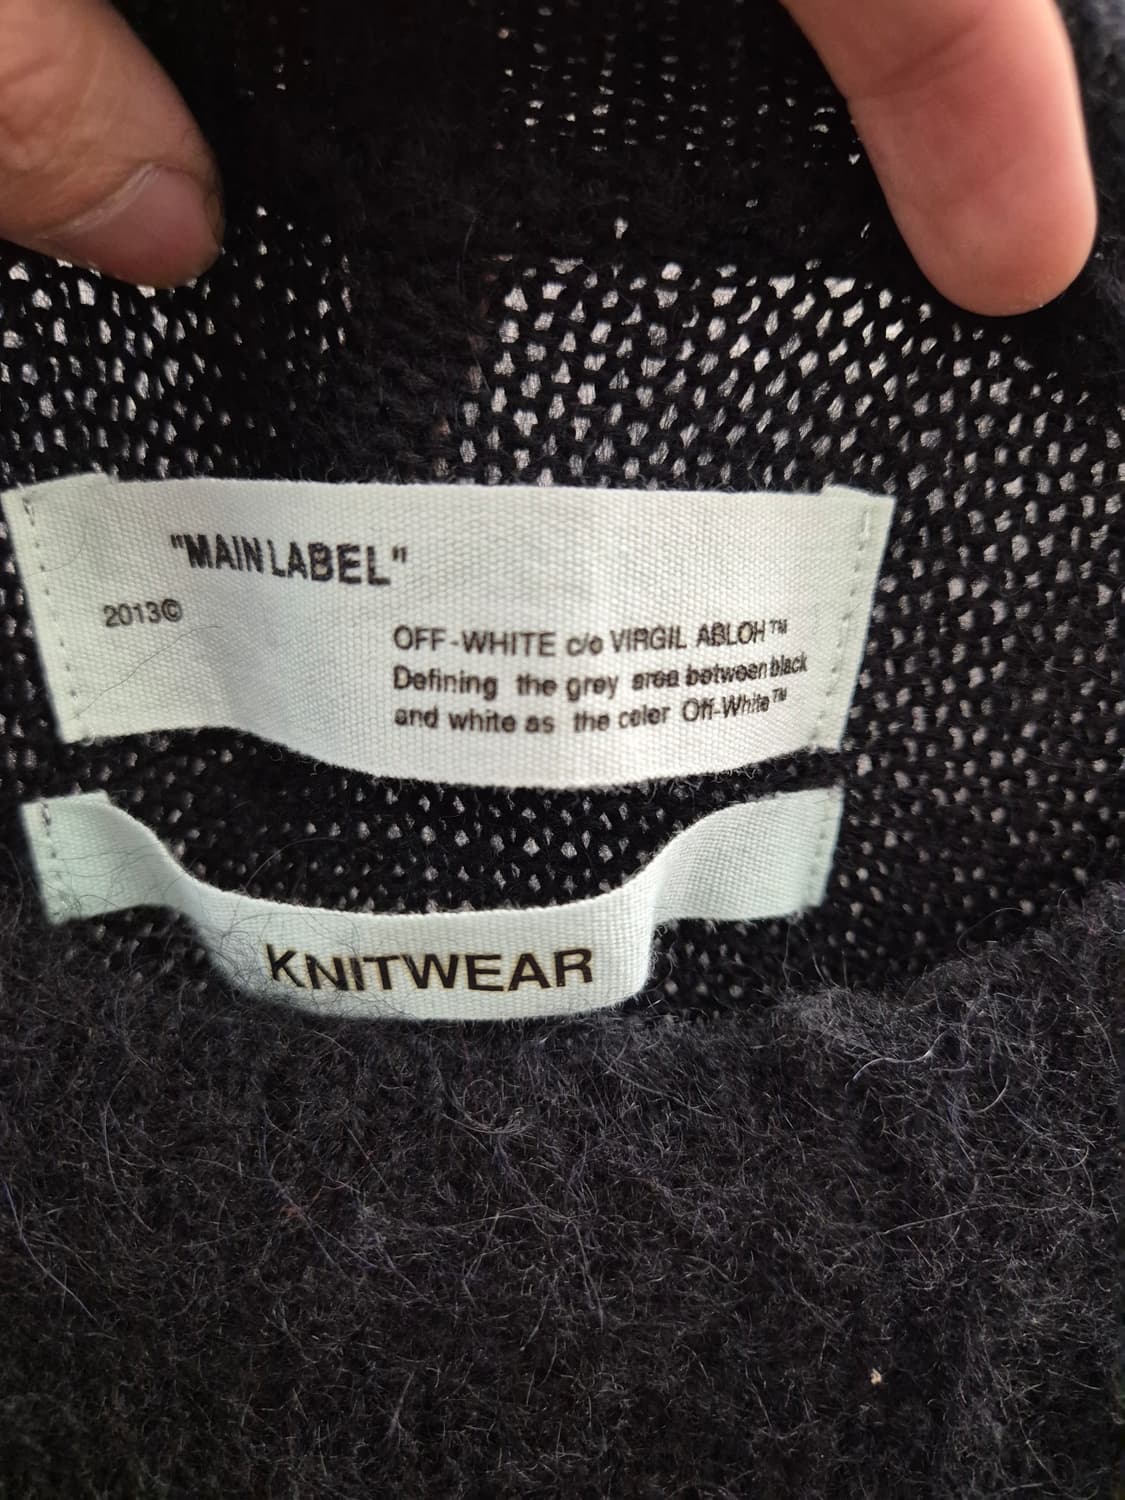 "MAIN LABEL"
2013©
OFF-WHITE c/o VIRGIL ABLOH™
Defining the grey area between black
and white as the color Off-White™
KNITWEAR